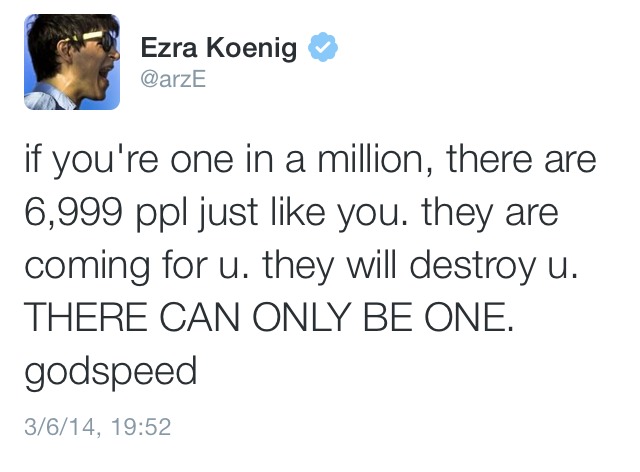 Ezra Koenig
@arzE
if you're one in a million, there are
6,999 ppl just like you. they are
coming for u. they will destroy u.
THERE CAN ONLY BE ONE.
godspeed
3/6/14, 19:52